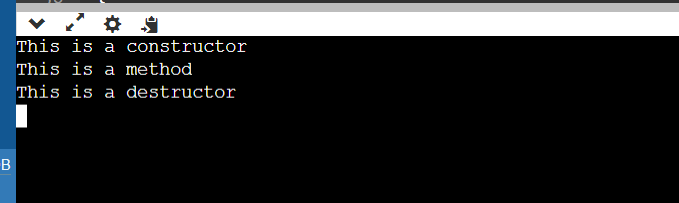 This is a constructor
This is a method
This is a destructor
B